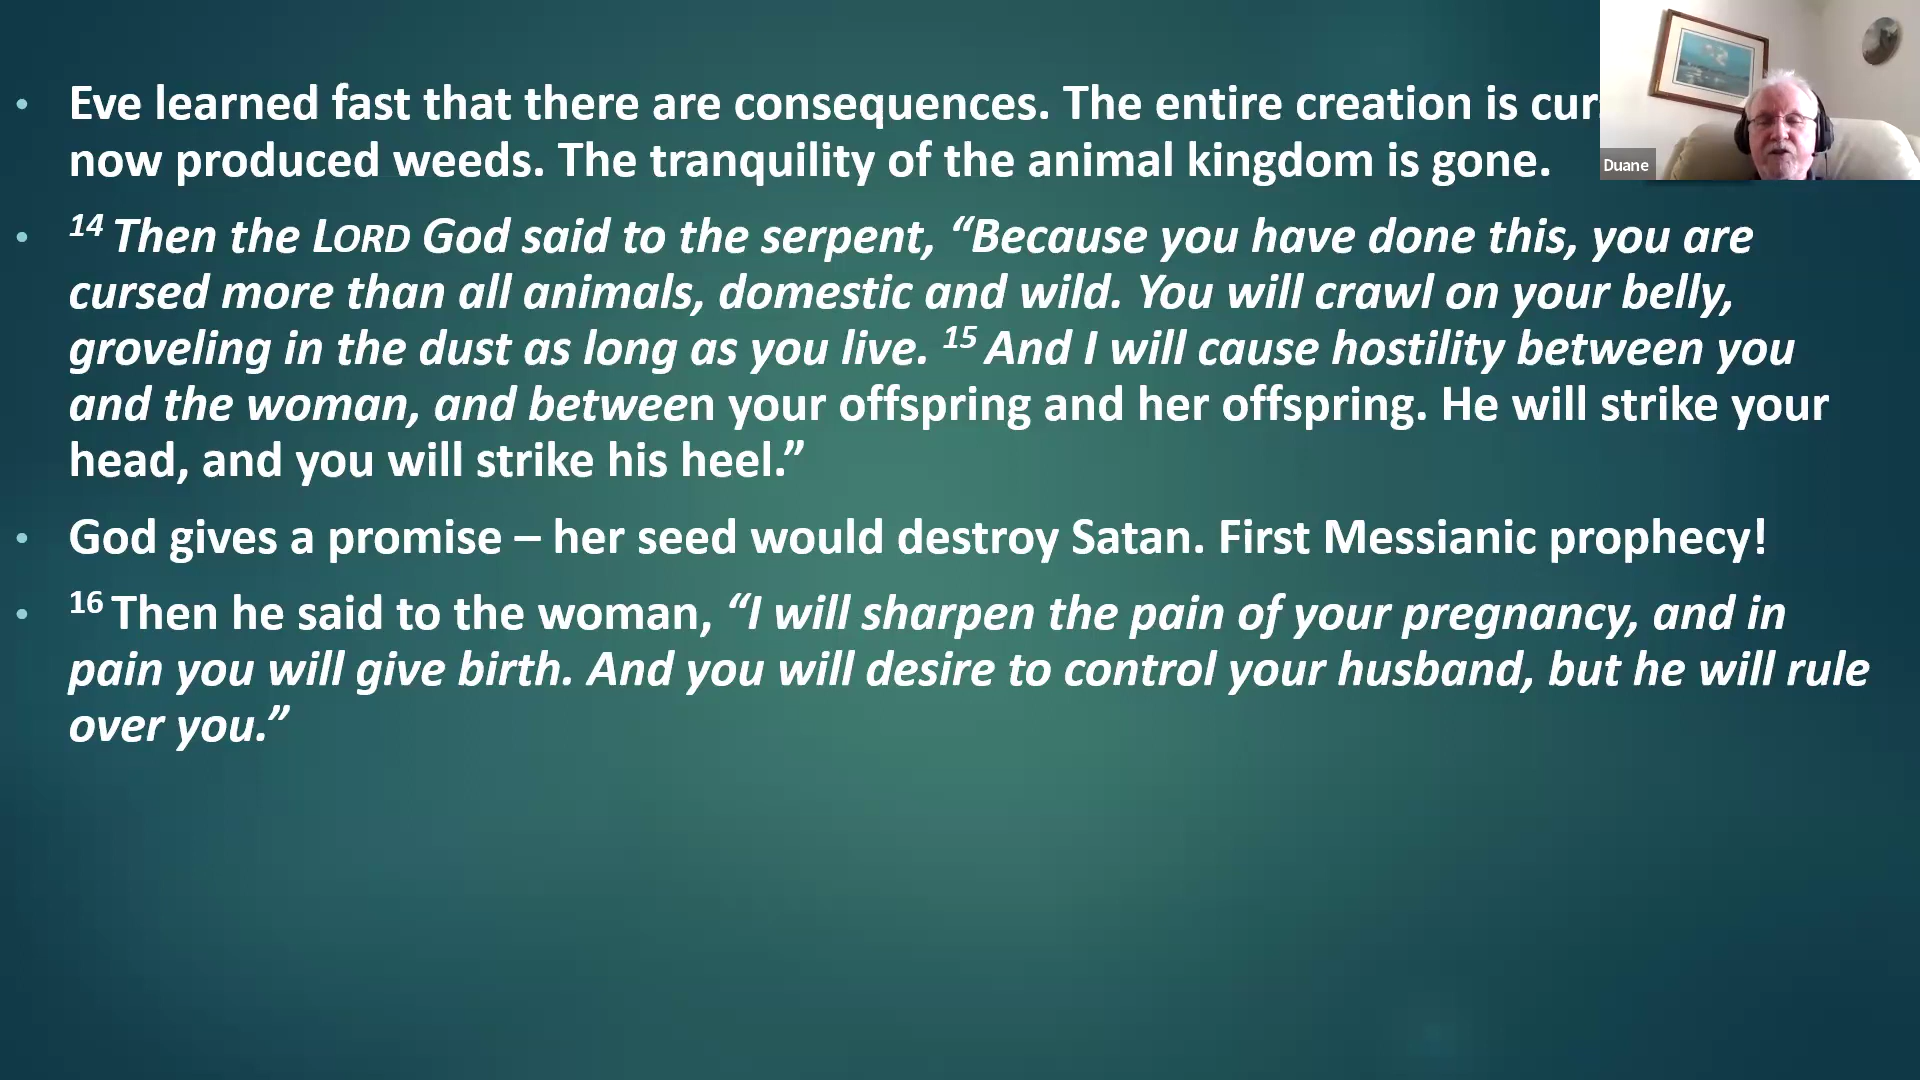 Eve learned fast that there are consequences. The entire creation is
now produced weeds. The tranquility of the animal kingdom is gone.
Duane
14 Then the LORD God said to the serpent, “Because you have done this, you are
cursed more than all animals, domestic and wild. You will crawl on your belly,
groveling in the dust as long as you live. 15 And I will cause hostility between you
and the woman, and between your offspring and her offspring. He will strike your
head, and you will strike his heel.”
God gives a promise – her seed would destroy Satan. First Messianic prophecy!
16 Then he said to the woman, “I will sharpen the pain of your pregnancy, and in
pain you will give birth. And you will desire to control your husband, but he will rule
over you.”